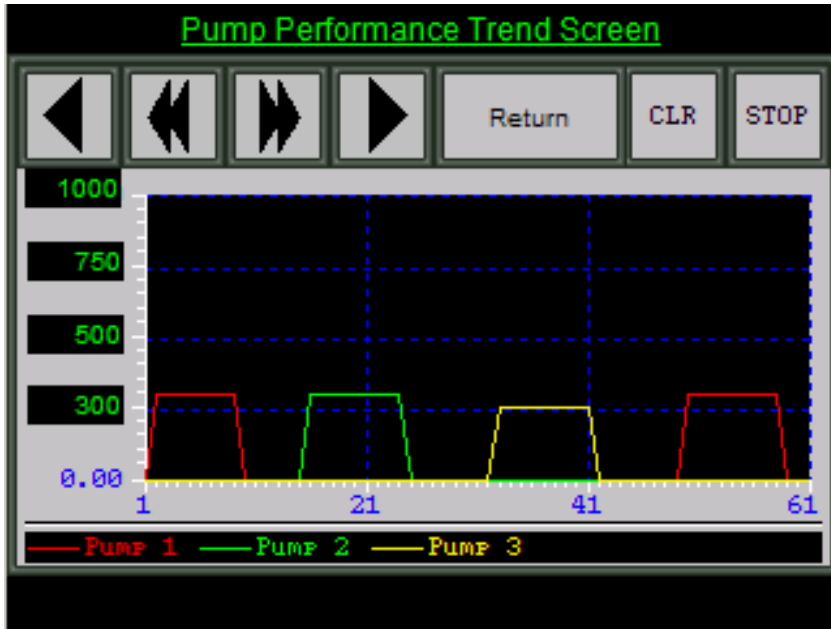 Pump Performance Trend Screen
Return CLR STOP
1000
750
500
300
0.00
1 21 41 61
Pump 1 Pump 2 Pump 3